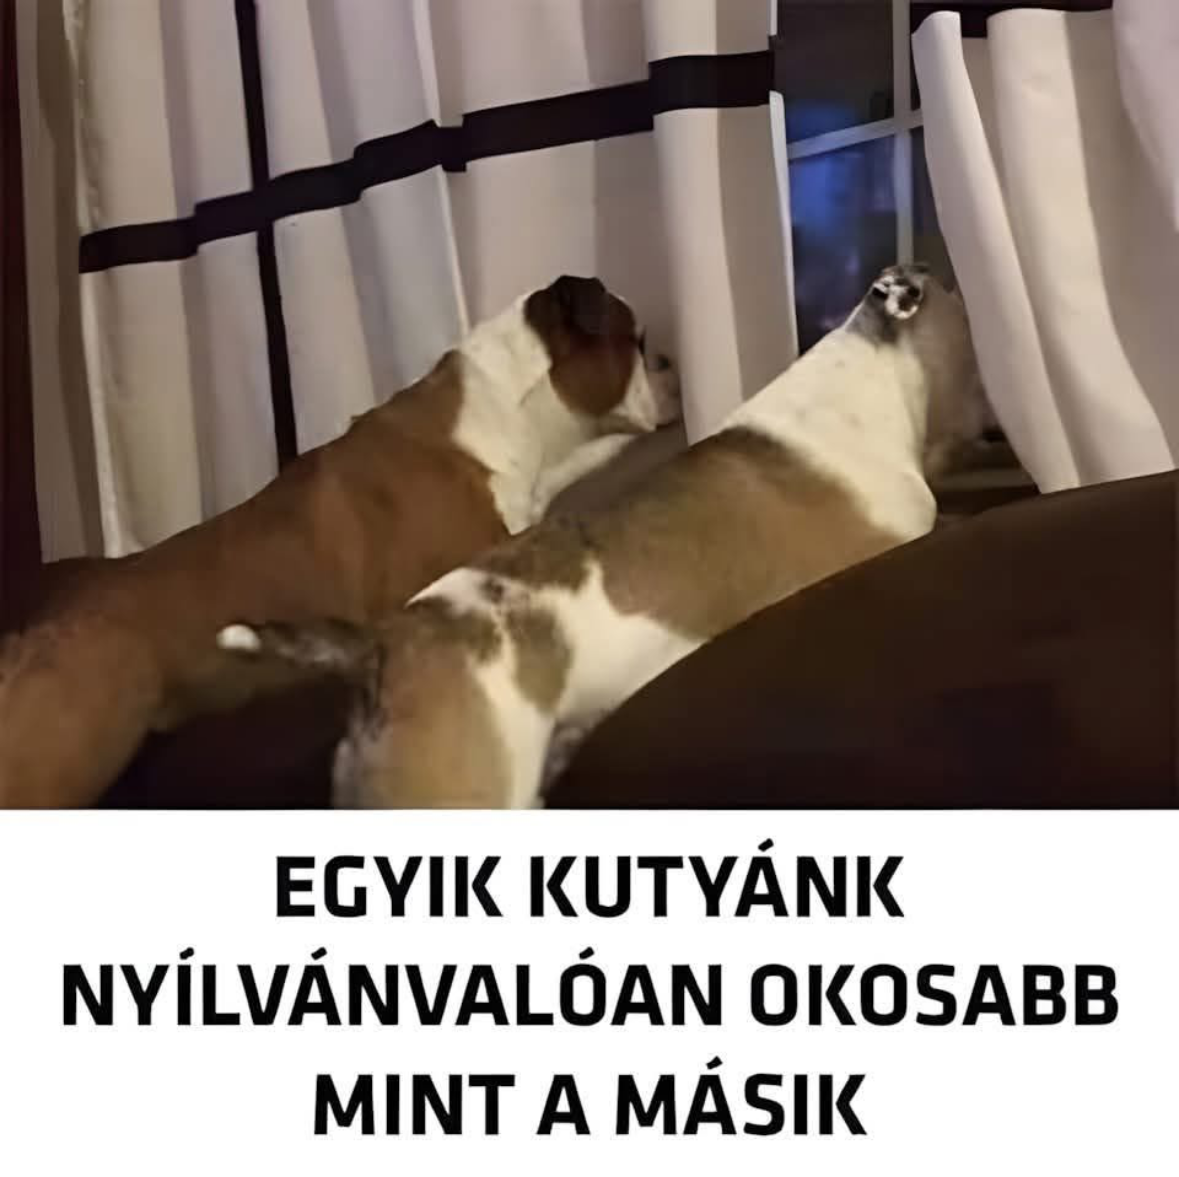 EGYIK KUTYÁNK
NYÍLVÁNVALÓAN OKOSABB
MINT A MÁSIK